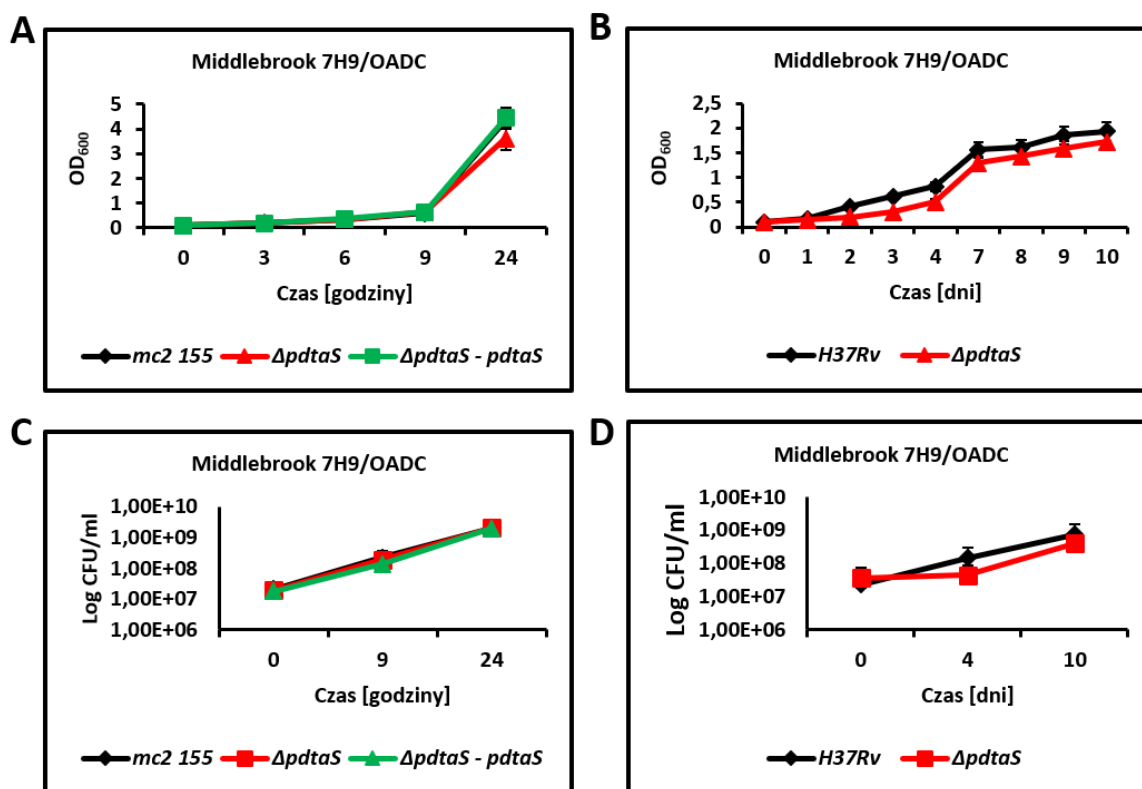 A
Middlebrook 7H9/OADC
OD600
5
4
3
2
1
0
0 3 6 9 24
Czas [godziny]
mc2 155 ΔpdtaS ΔpdtaS - pdtaS
B
Middlebrook 7H9/OADC
OD600
2,5
2
1,5
1
0,5
0
0 1 2 3 4 7 8 9 10
Czas [dni]
H37Rv ΔpdtaS
C
Middlebrook 7H9/OADC
Log CFU/ml
1,00E+10
1,00E+09
1,00E+08
1,00E+07
1,00E+06
0 9 24
Czas [godziny]
mc2 155 ΔpdtaS ΔpdtaS - pdtaS
D
Middlebrook 7H9/OADC
Log CFU/ml
1,00E+10
1,00E+09
1,00E+08
1,00E+07
1,00E+06
0 4 10
Czas [dni]
H37Rv ΔpdtaS